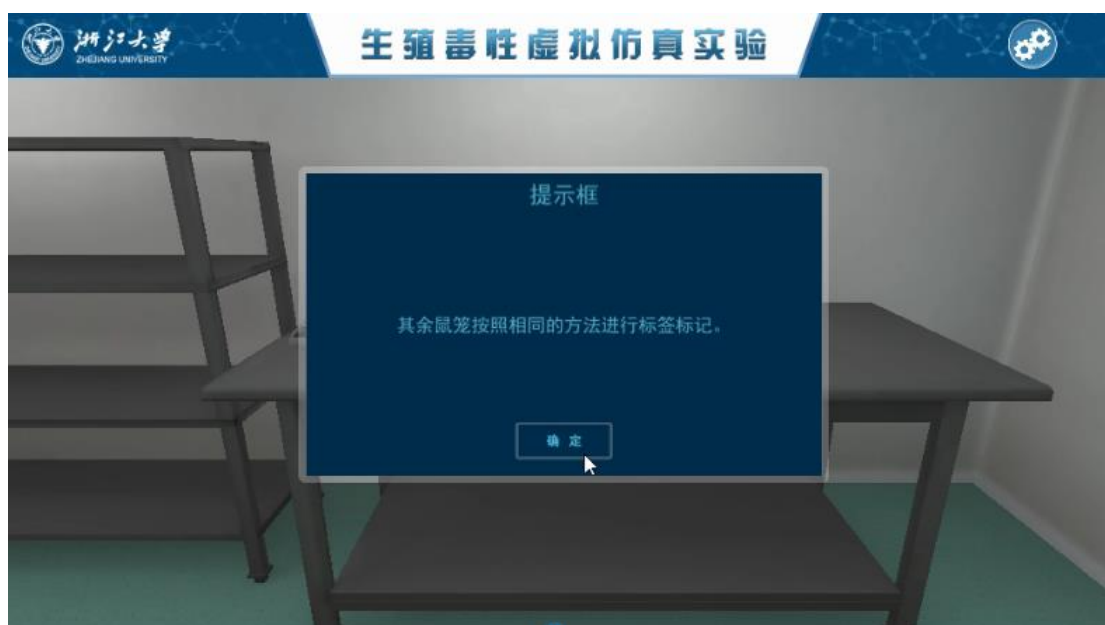 浙江大学
ZHEJIANG UNIVERSITY
生殖毒性虚拟仿真实验
提示框
其余鼠笼按照相同的方法进行标签标记。
确定